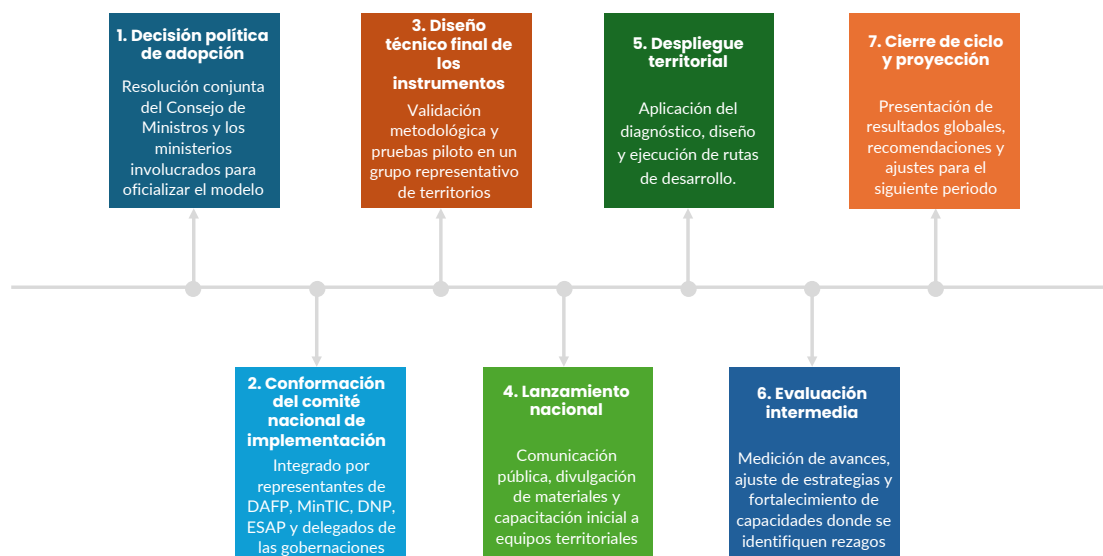 1. Decisión política
de adopción
Resolución conjunta
del Consejo de
Ministros y los
ministerios
involucrados para
oficializar el modelo
2. Conformación
del comité
nacional de
implementación
Integrado por
representantes de
DAFP, MinTIC, DNP,
ESAP y delegados de
las gobernaciones
3. Diseño
técnico final de
los
instrumentos
Validación
metodológica y
pruebas piloto en un
grupo representativo
de territorios
4. Lanzamiento
nacional
Comunicación
pública, divulgación
de materiales y
capacitación inicial a
equipos territoriales
5. Despliegue
territorial
Aplicación del
diagnóstico, diseño
y ejecución de rutas
de desarrollo.
6. Evaluación
intermedia
Medición de avances,
ajuste de estrategias y
fortalecimiento de
capacidades donde se
identifiquen rezagos
7. Cierre de ciclo
y proyección
Presentación de
resultados globales,
recomendaciones y
ajustes para el
siguiente periodo